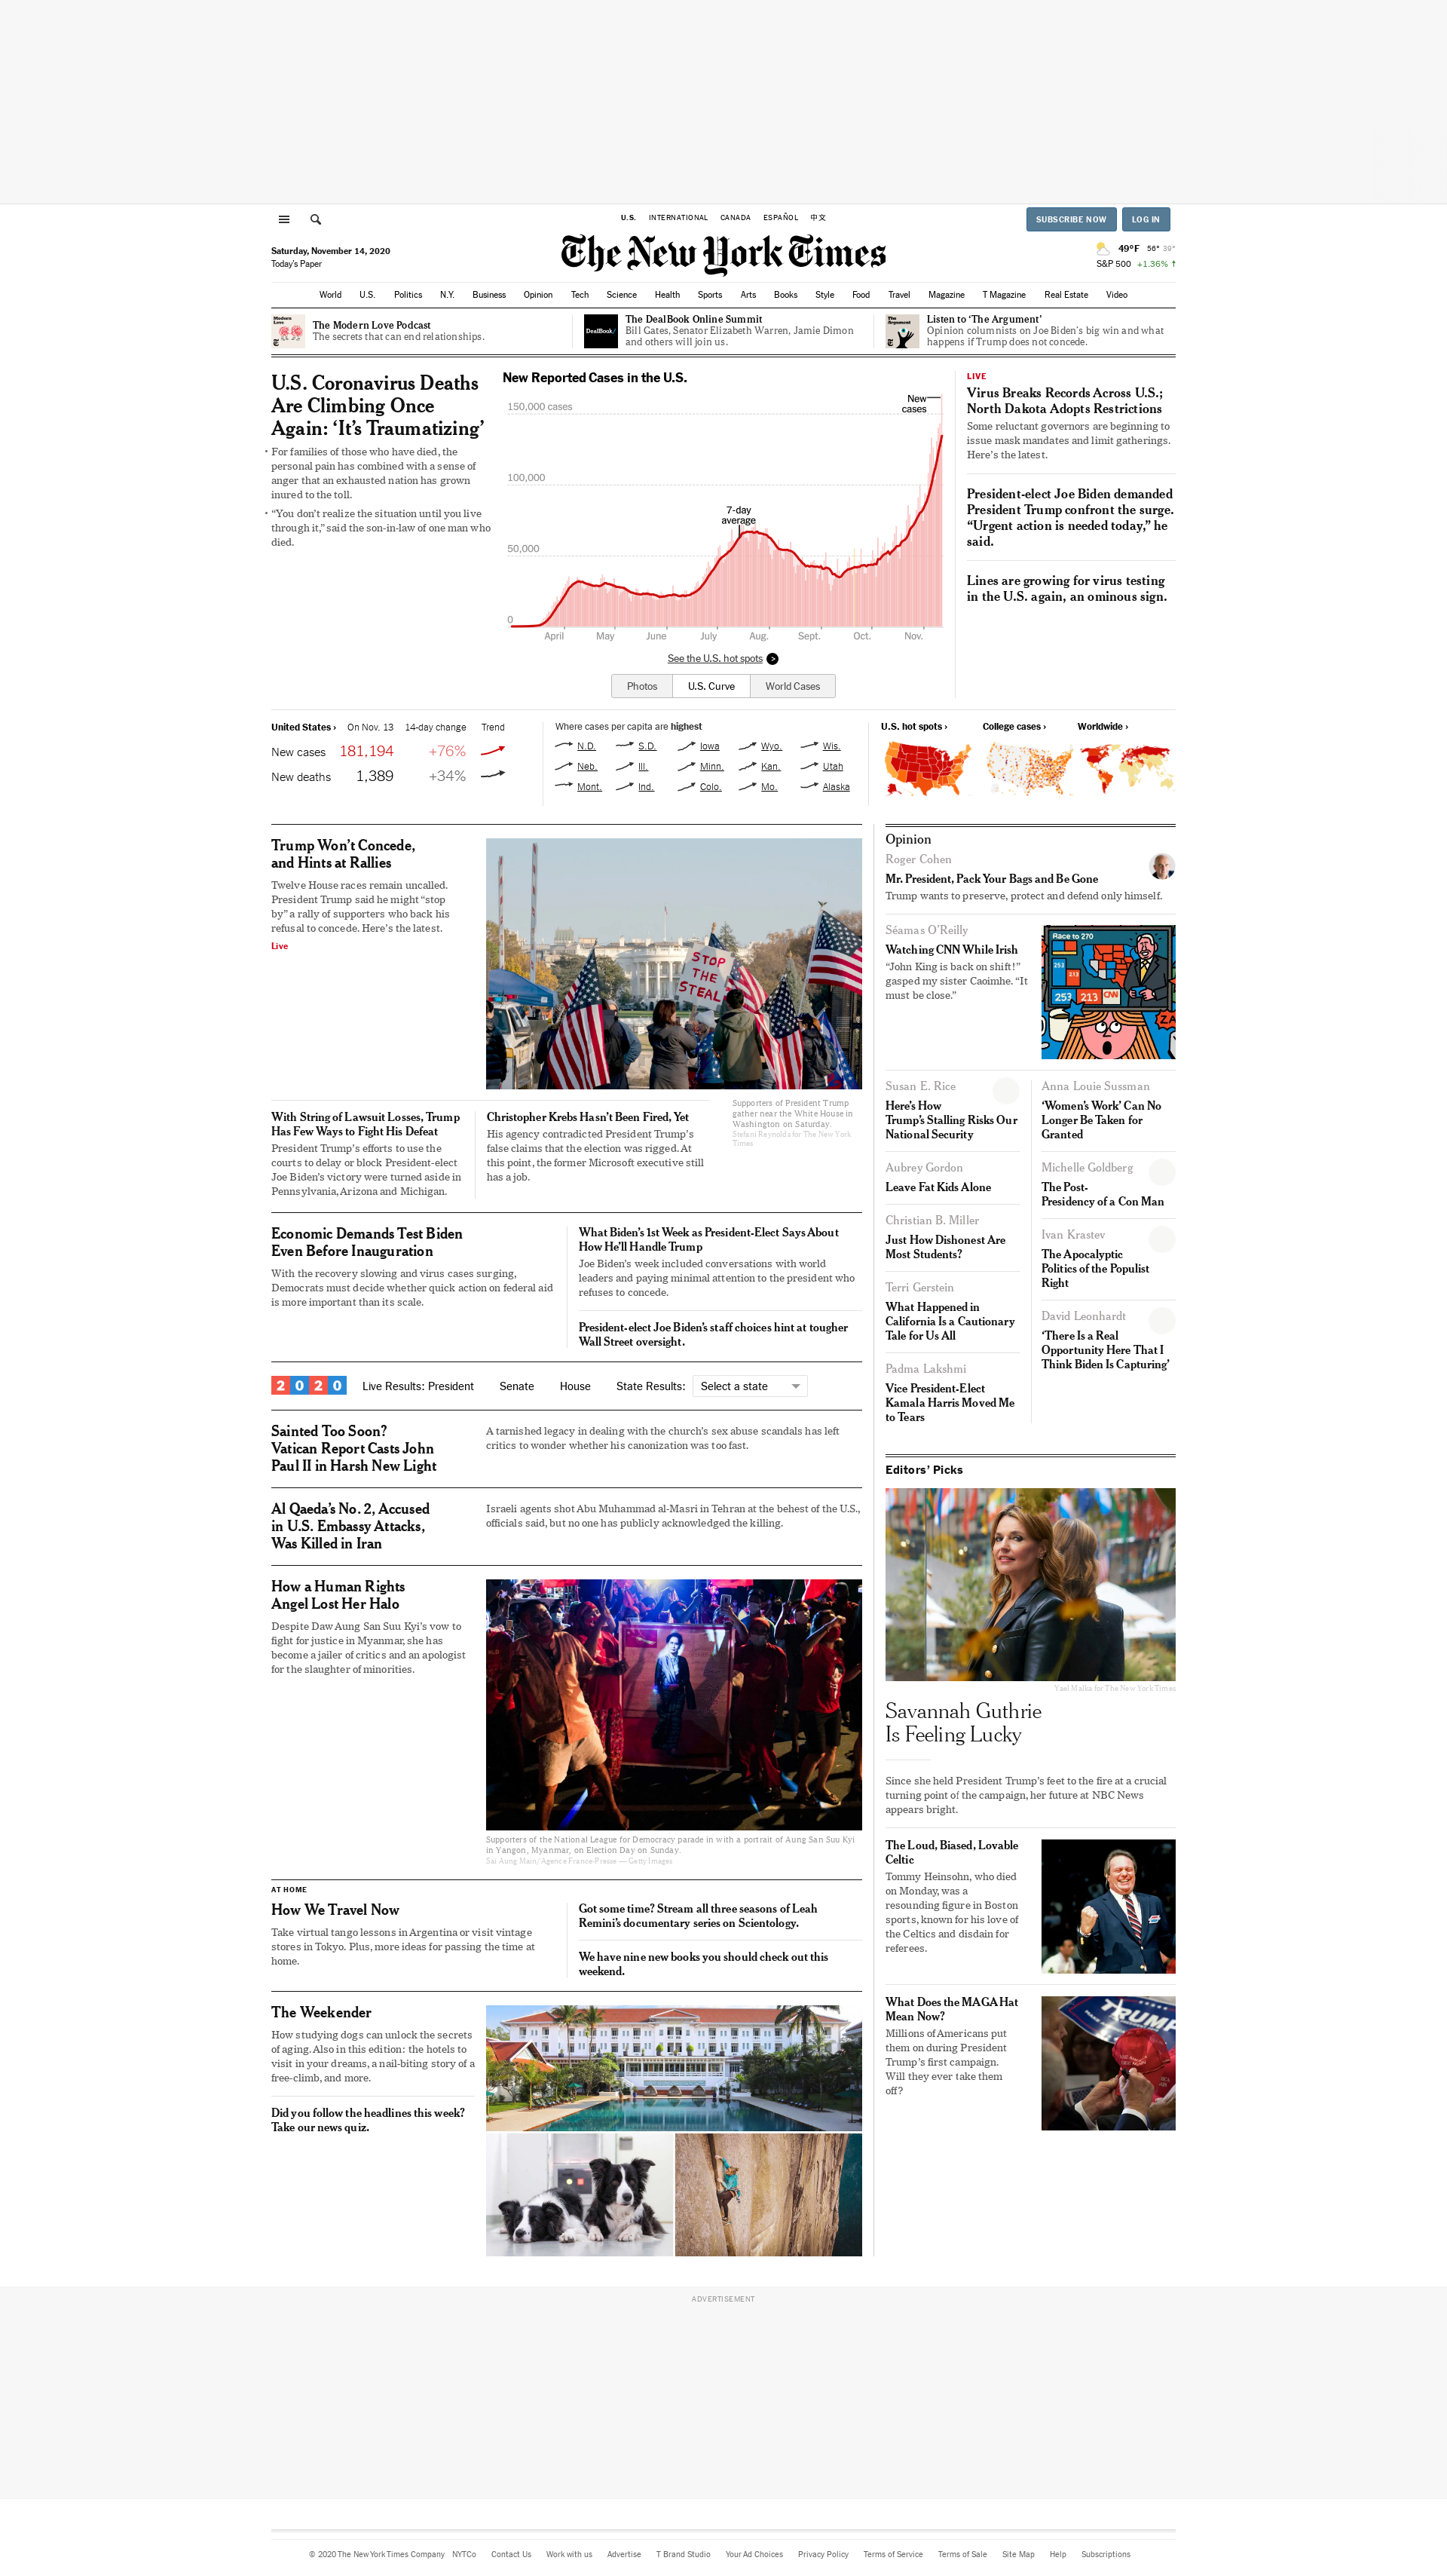 U.S. INTERNATIONAL CANADA ESPAÑOL 中文
SUBSCRIBE NOW LOG IN
Saturday, November 14, 2020
Today's Paper
The New York Times
49°F 56° 39°
S&P 500 +1.36% ↑
World U.S. Politics N.Y. Business Opinion Tech Science Health Sports Arts Books Style Food Travel Magazine T Magazine Real Estate Video
Modern Love
The Modern Love Podcast
The secrets that can end relationships.
DealBook/
The DealBook Online Summit
Bill Gates, Senator Elizabeth Warren, Jamie Dimon
and others will join us.
The Argument
Listen to ‘The Argument’
Opinion columnists on Joe Biden’s big win and what
happens if Trump does not concede.
U.S. Coronavirus Deaths
Are Climbing Once
Again: ‘It’s Traumatizing’
• For families of those who have died, the
personal pain has combined with a sense of
anger that an exhausted nation has grown
inured to the toll.
• “You don’t realize the situation until you live
through it,” said the son-in-law of one man who
died.
New Reported Cases in the U.S.
150,000 cases
100,000
50,000
0
New
cases
7-day
average
April May June July Aug. Sept. Oct. Nov.
See the U.S. hot spots >
Photos U.S. Curve World Cases
LIVE
Virus Breaks Records Across U.S.;
North Dakota Adopts Restrictions
Some reluctant governors are beginning to
issue mask mandates and limit gatherings.
Here’s the latest.
President-elect Joe Biden demanded
President Trump confront the surge.
“Urgent action is needed today,” he
said.
Lines are growing for virus testing
in the U.S. again, an ominous sign.
United States › On Nov. 13 14-day change Trend
New cases 181,194 +76%
New deaths 1,389 +34%
Where cases per capita are highest
N.D. S.D. Iowa Wyo. Wis.
Neb. Ill. Minn. Kan. Utah
Mont. Ind. Colo. Mo. Alaska
U.S. hot spots › College cases › Worldwide ›
Trump Won’t Concede,
and Hints at Rallies
Twelve House races remain uncalled.
President Trump said he might “stop
by” a rally of supporters who back his
refusal to concede. Here’s the latest.
Live
STOP
THE
STEAL
Supporters of President Trump
gather near the White House in
Washington on Saturday.
Stefani Reynolds for The New York
Times
With String of Lawsuit Losses, Trump
Has Few Ways to Fight His Defeat
President Trump’s efforts to use the
courts to delay or block President-elect
Joe Biden’s victory were turned aside in
Pennsylvania, Arizona and Michigan.
Christopher Krebs Hasn’t Been Fired, Yet
His agency contradicted President Trump’s
false claims that the election was rigged. At
this point, the former Microsoft executive still
has a job.
Economic Demands Test Biden
Even Before Inauguration
With the recovery slowing and virus cases surging,
Democrats must decide whether quick action on federal aid
is more important than its scale.
What Biden’s 1st Week as President-Elect Says About
How He’ll Handle Trump
Joe Biden’s week included conversations with world
leaders and paying minimal attention to the president who
refuses to concede.
President-elect Joe Biden’s staff choices hint at tougher
Wall Street oversight.
2020 Live Results: President Senate House State Results: Select a state
Sainted Too Soon?
Vatican Report Casts John
Paul II in Harsh New Light
A tarnished legacy in dealing with the church’s sex abuse scandals has left
critics to wonder whether his canonization was too fast.
Al Qaeda’s No. 2, Accused
in U.S. Embassy Attacks,
Was Killed in Iran
Israeli agents shot Abu Muhammad al-Masri in Tehran at the behest of the U.S.,
officials said, but no one has publicly acknowledged the killing.
How a Human Rights
Angel Lost Her Halo
Despite Daw Aung San Suu Kyi’s vow to
fight for justice in Myanmar, she has
become a jailer of critics and an apologist
for the slaughter of minorities.
Supporters of the National League for Democracy parade in with a portrait of Aung San Suu Kyi
in Yangon, Myanmar, on Election Day on Sunday.
Sai Aung Main/Agence France-Presse — Getty Images
AT HOME
How We Travel Now
Take virtual tango lessons in Argentina or visit vintage
stores in Tokyo. Plus, more ideas for passing the time at
home.
Got some time? Stream all three seasons of Leah
Remini’s documentary series on Scientology.
We have nine new books you should check out this
weekend.
The Weekender
How studying dogs can unlock the secrets
of aging. Also in this edition: the hotels to
visit in your dreams, a nail-biting story of a
free-climb, and more.
Did you follow the headlines this week?
Take our news quiz.
Opinion
Roger Cohen
Mr. President, Pack Your Bags and Be Gone
Trump wants to preserve, protect and defend only himself.
Séamas O’Reilly
Watching CNN While Irish
“John King is back on shift!”
gasped my sister Caoimhe. “It
must be close.”
Race to 270
253
213
253 213 CNN
ZA
Susan E. Rice
Here’s How
Trump’s Stalling Risks Our
National Security
Aubrey Gordon
Leave Fat Kids Alone
Christian B. Miller
Just How Dishonest Are
Most Students?
Terri Gerstein
What Happened in
California Is a Cautionary
Tale for Us All
Padma Lakshmi
Vice President-Elect
Kamala Harris Moved Me
to Tears
Anna Louie Sussman
‘Women’s Work’ Can No
Longer Be Taken for
Granted
Michelle Goldberg
The Post-
Presidency of a Con Man
Ivan Krastev
The Apocalyptic
Politics of the Populist
Right
David Leonhardt
‘There Is a Real
Opportunity Here That I
Think Biden Is Capturing’
Editors’ Picks
Yael Malka for The New York Times
Savannah Guthrie
Is Feeling Lucky
Since she held President Trump’s feet to the fire at a crucial
turning point of the campaign, her future at NBC News
appears bright.
The Loud, Biased, Lovable
Celtic
Tommy Heinsohn, who died
on Monday, was a
resounding figure in Boston
sports, known for his love of
the Celtics and disdain for
referees.
What Does the MAGA Hat
Mean Now?
Millions of Americans put
them on during President
Trump’s first campaign.
Will they ever take them
off?
TRUMP
ADVERTISEMENT
© 2020 The New York Times Company NYTCo Contact Us Work with us Advertise T Brand Studio Your Ad Choices Privacy Policy Terms of Service Terms of Sale Site Map Help Subscriptions